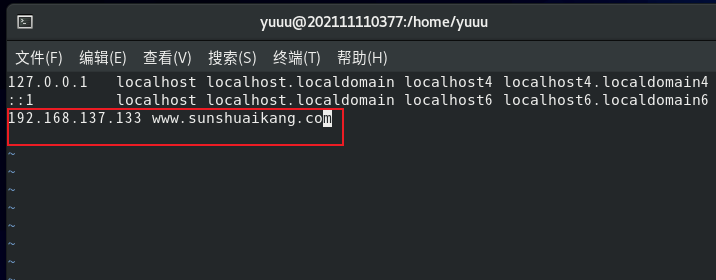 yuuu@202111110377:/home/yuuu
文件(F) 编辑(E) 查看(V) 搜索(S) 终端(T) 帮助(H)
127.0.0.1   localhost localhost.localdomain localhost4 localhost4.localdomain4
::1         localhost localhost.localdomain localhost6 localhost6.localdomain6
192.168.137.133 www.sunshuaikang.com
~
~
~
~
~
~
~